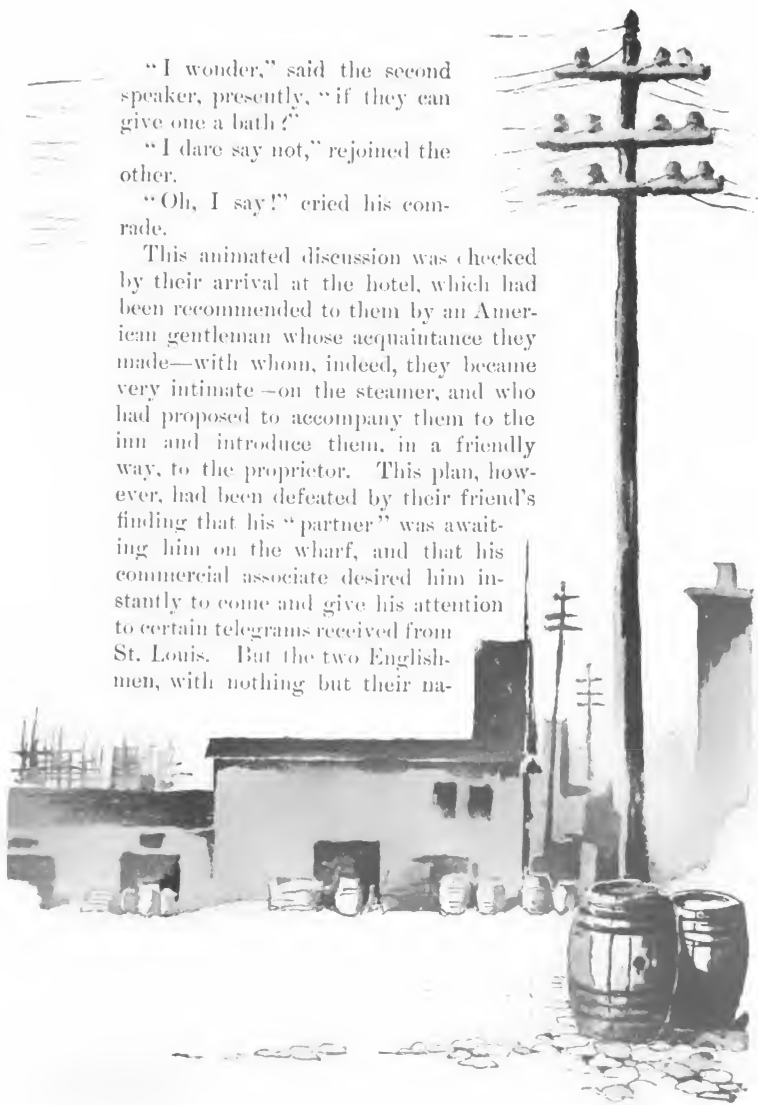 "I wonder," said the second
speaker, presently, "if they can
give one a bath?"
"I dare say not," rejoined the
other.
"Oh, I say!" cried his com-
rade.
This animated discussion was checked
by their arrival at the hotel, which had
been recommended to them by an Amer-
ican gentleman whose acquaintance they
made—with whom, indeed, they became
very intimate—on the steamer, and who
had proposed to accompany them to the
inn and introduce them, in a friendly
way, to the proprietor. This plan, how-
ever, had been defeated by their friend's
finding that his "partner" was await-
ing him on the wharf, and that his
commercial associate desired him in-
stantly to come and give his attention
to certain telegrams received from
St. Louis. But the two English-
men, with nothing but their na-